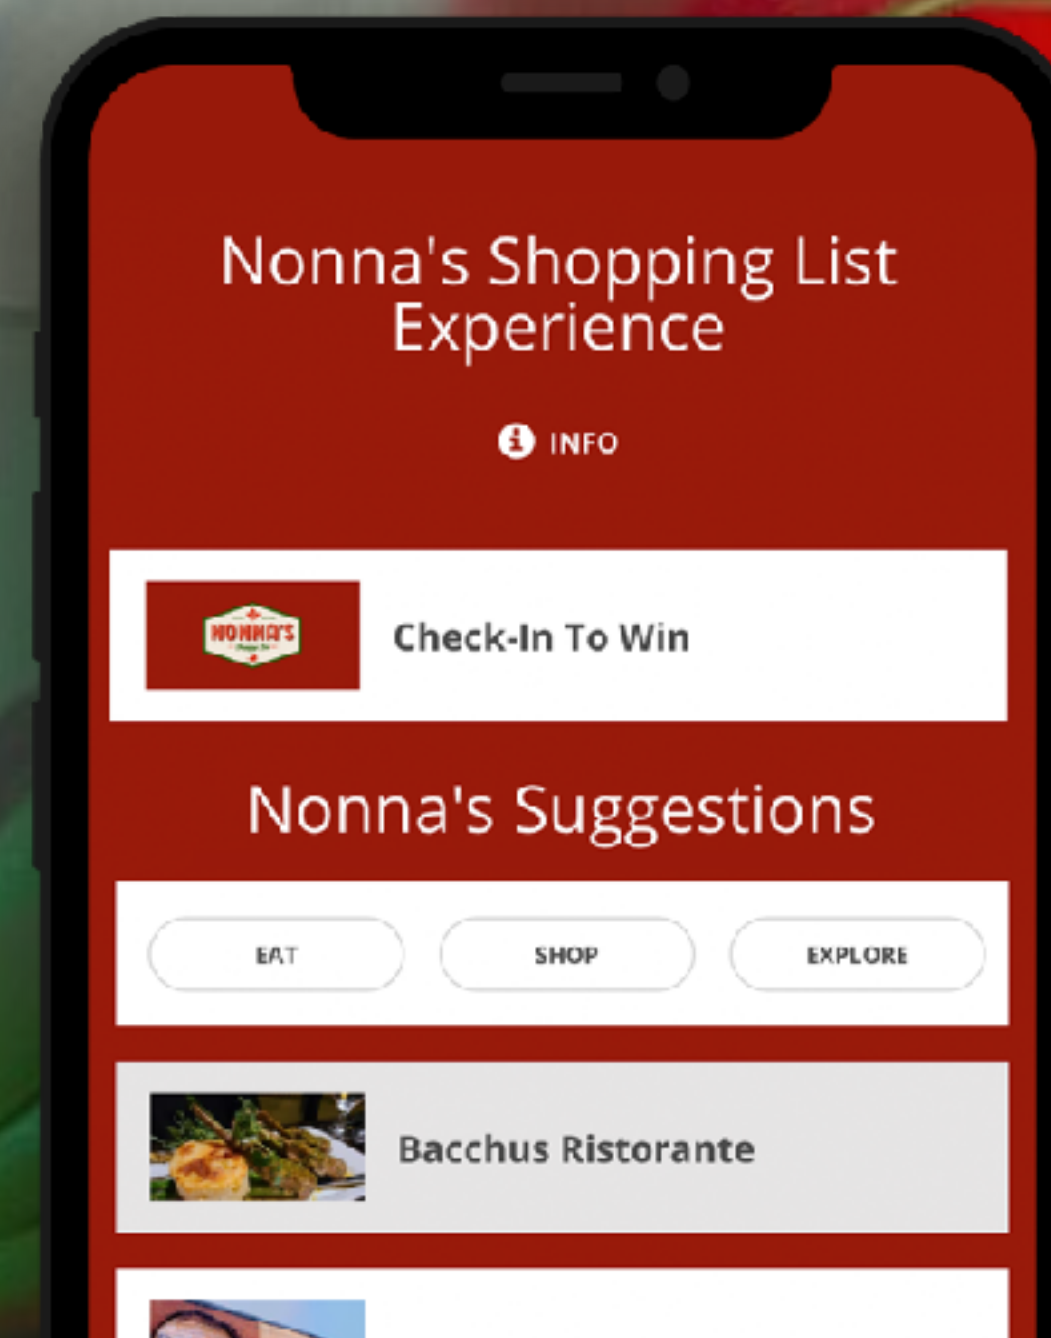 Nonna's Shopping List
Experience
INFO
NONNA'S
Check-In To Win
Nonna's Suggestions
EAT
SHOP
EXPLORE
Bacchus Ristorante